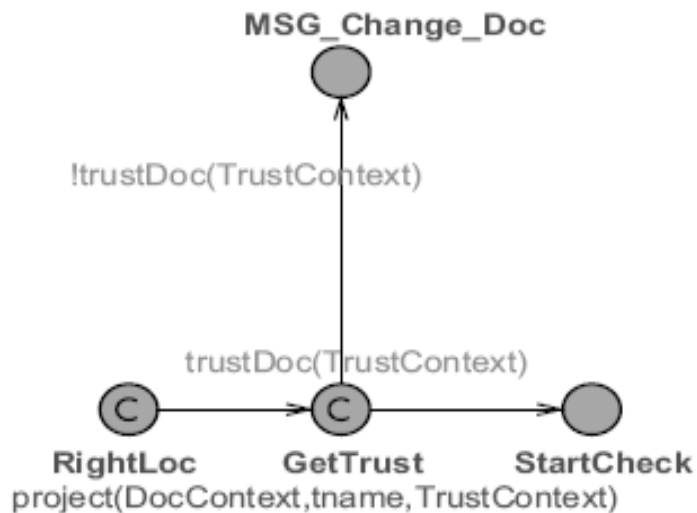 MSG_Change_Doc
!trustDoc(TrustContext)
trustDoc(TrustContext)
C C
RightLoc GetTrust StartCheck
project(DocContext,tname,TrustContext)